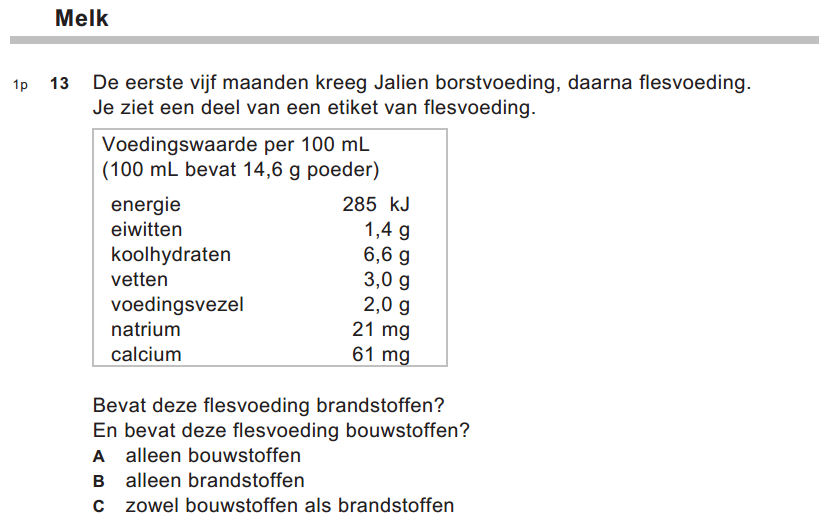 Melk
1p 13 De eerste vijf maanden kreeg Jalien borstvoeding, daarna flesvoeding.
Je ziet een deel van een etiket van flesvoeding.
Voedingswaarde per 100 mL
(100 mL bevat 14,6 g poeder)
energie 285 kJ
eiwitten 1,4 g
koolhydraten 6,6 g
vetten 3,0 g
voedingsvezel 2,0 g
natrium 21 mg
calcium 61 mg
Bevat deze flesvoeding brandstoffen?
En bevat deze flesvoeding bouwstoffen?
A alleen bouwstoffen
B alleen brandstoffen
C zowel bouwstoffen als brandstoffen